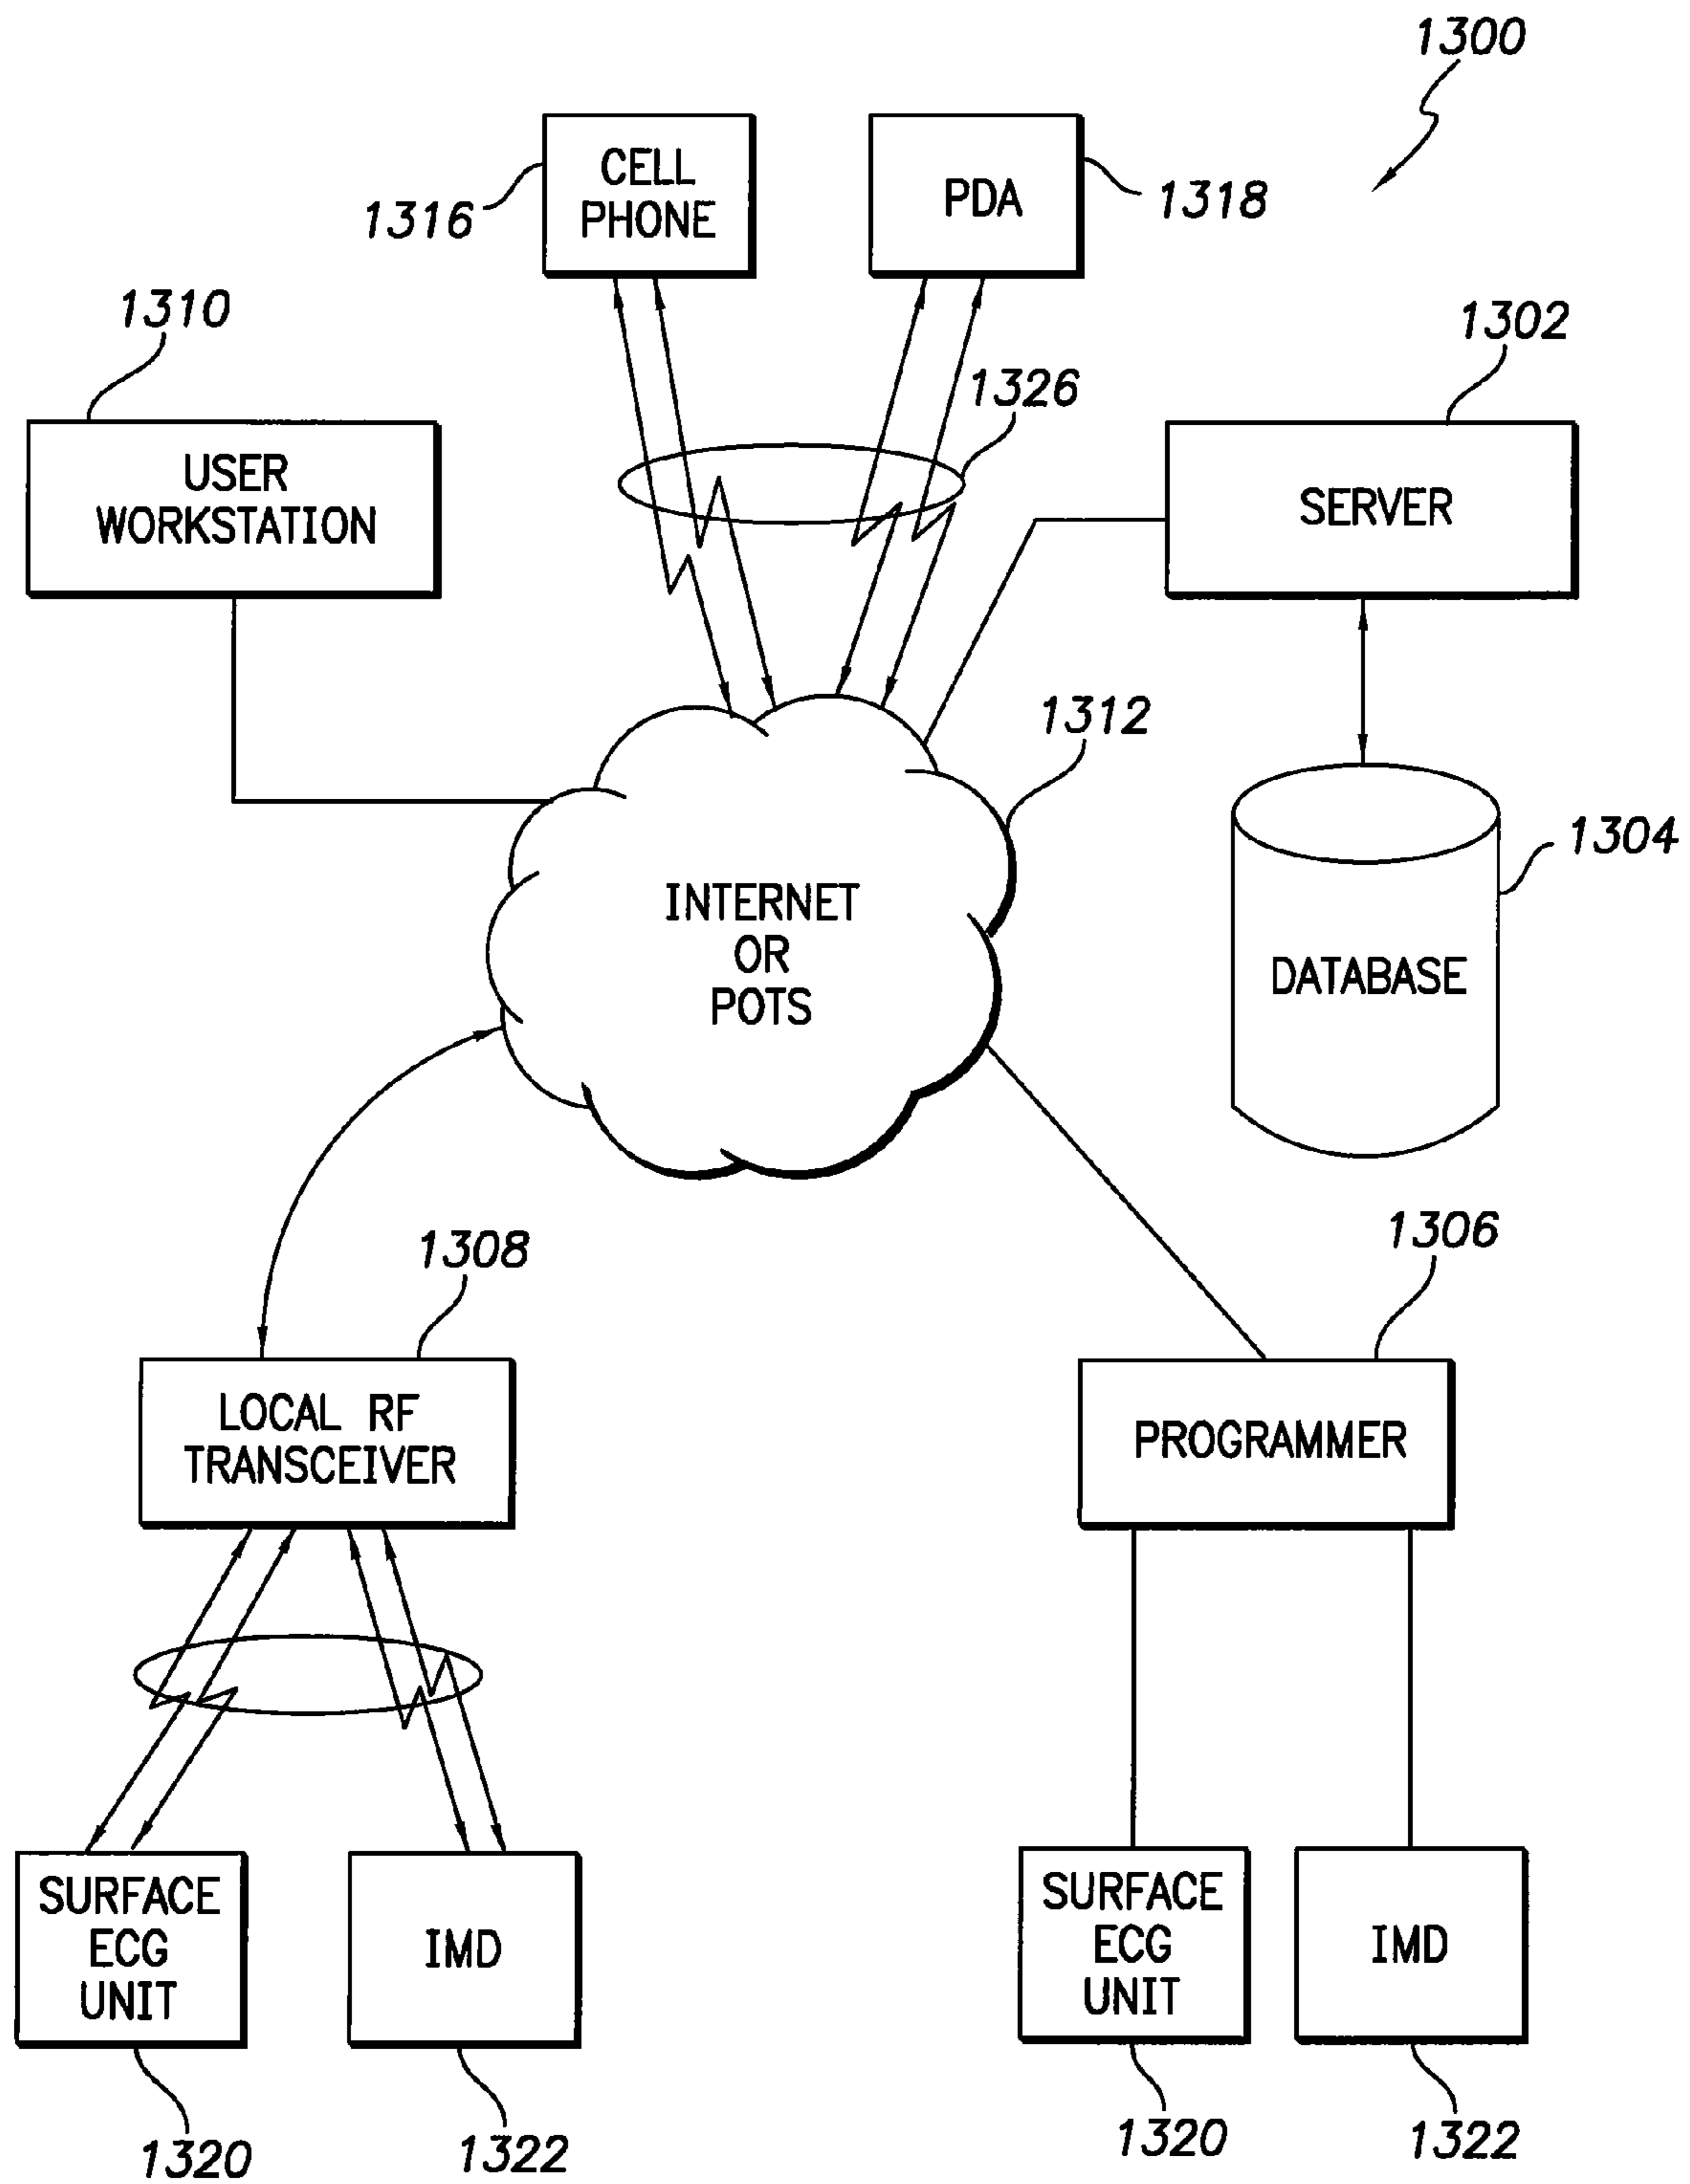 1300
CELL
PHONE
1316
PDA
1318
1310
1302
1326
USER
WORKSTATION
SERVER
1312
1304
INTERNET
OR
POTS
DATABASE
1308
1306
LOCAL RF
TRANSCEIVER
PROGRAMMER
SURFACE
ECG
UNIT
IMD
SURFACE
ECG
UNIT
IMD
1320
1322
1320
1322